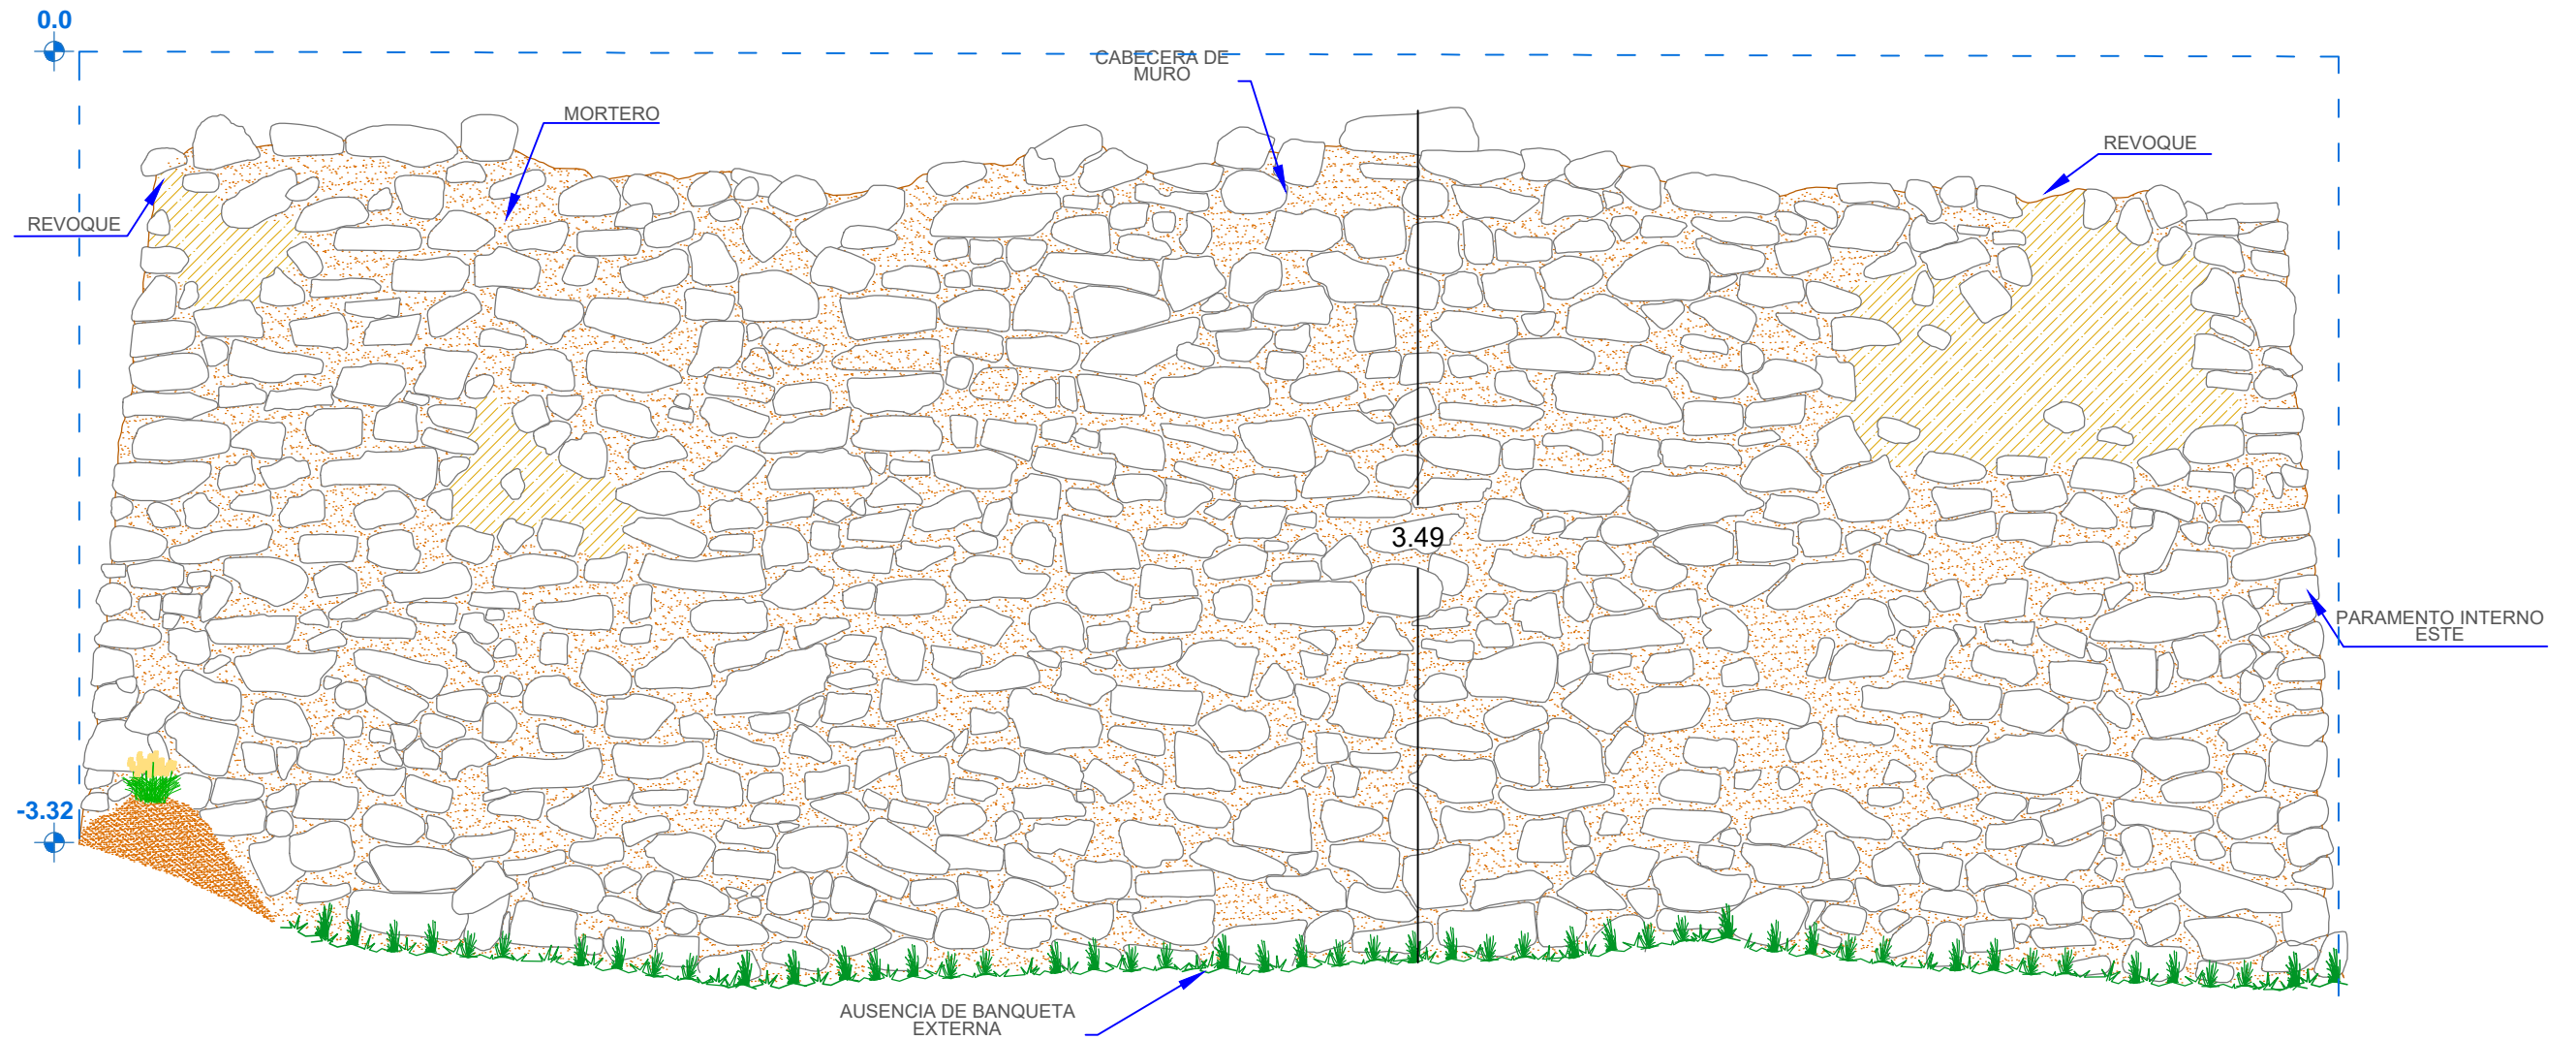 0.0
CABECERA DE
MURO
MORTERO
REVOQUE
REVOQUE
3.49
PARAMENTO INTERNO
ESTE
-3.32
AUSENCIA DE BANQUETA
EXTERNA